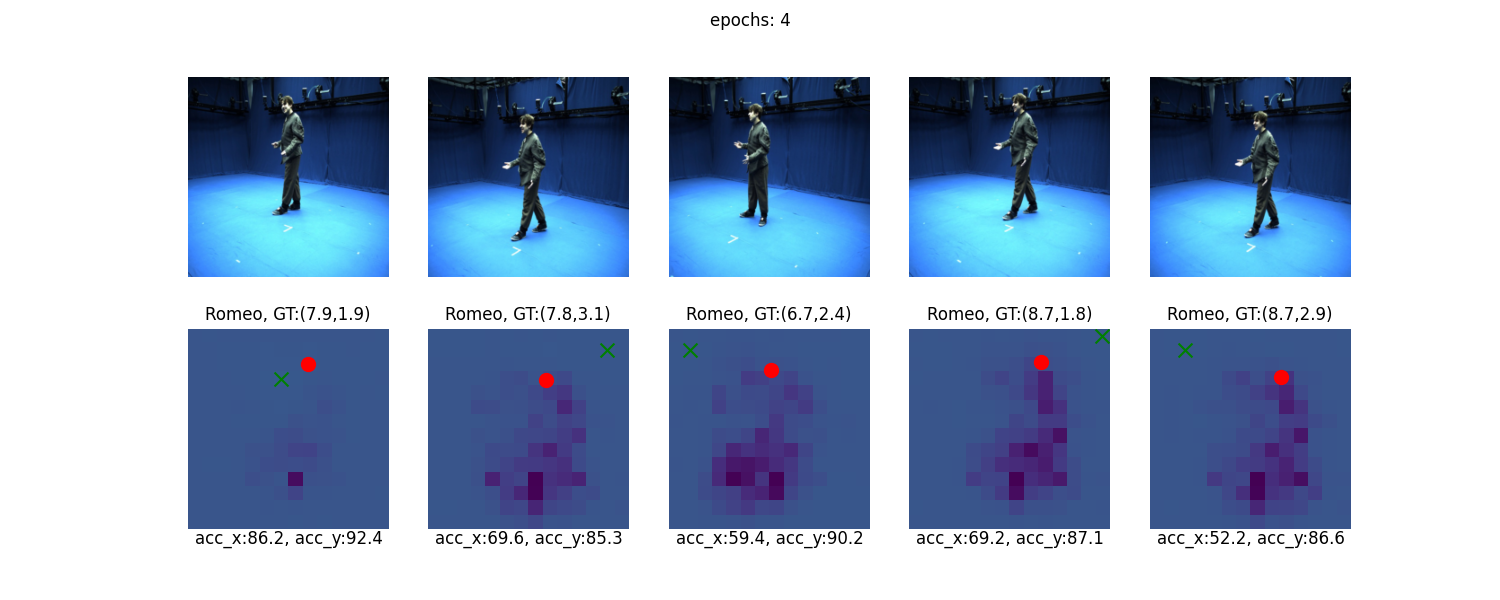 epochs: 4
Romeo, GT:(7.9,1.9)
Romeo, GT:(7.8,3.1)
Romeo, GT:(6.7,2.4)
Romeo, GT:(8.7,1.8)
Romeo, GT:(8.7,2.9)
acc_x:86.2, acc_y:92.4
acc_x:69.6, acc_y:85.3
acc_x:59.4, acc_y:90.2
acc_x:69.2, acc_y:87.1
acc_x:52.2, acc_y:86.6